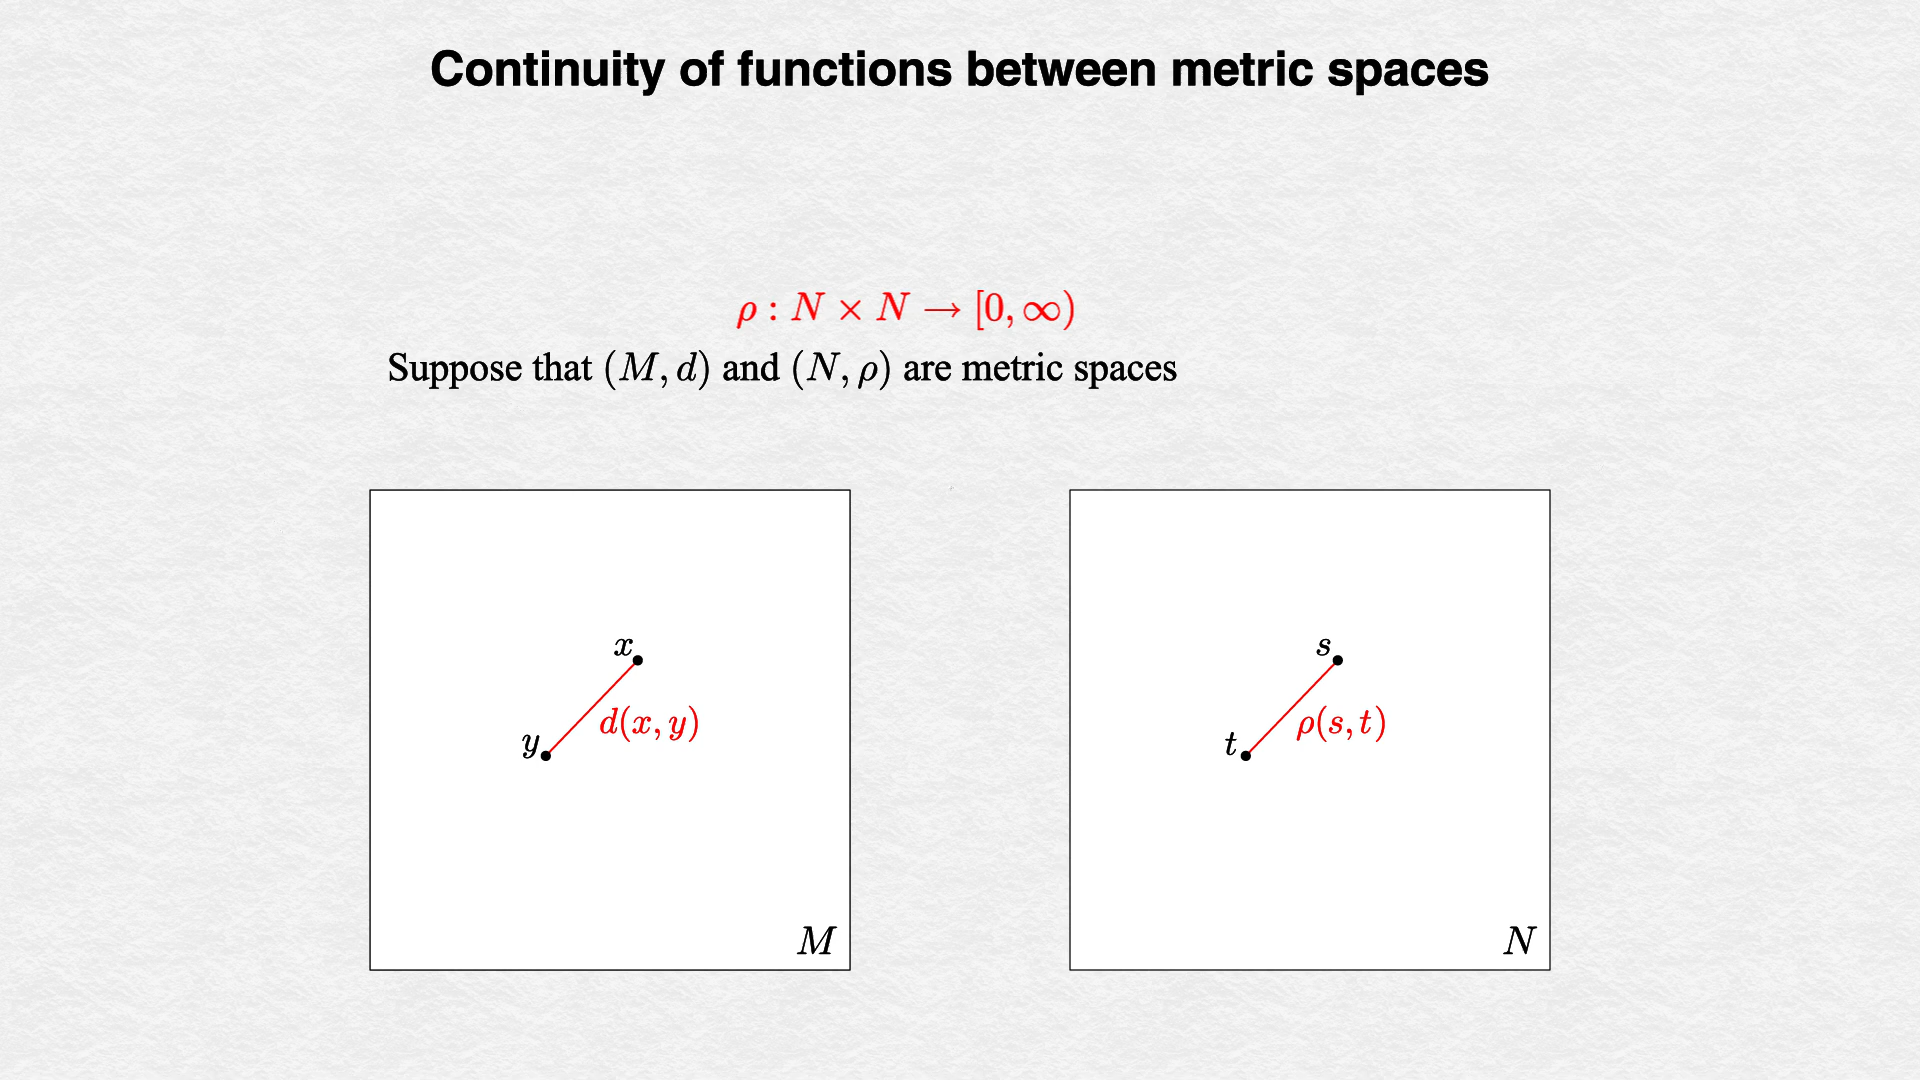 Continuity of functions between metric spaces
ρ : N × N → [0, ∞)
Suppose that (M, d) and (N, ρ) are metric spaces
x
y
d(x, y)
M
s
t
ρ(s, t)
N